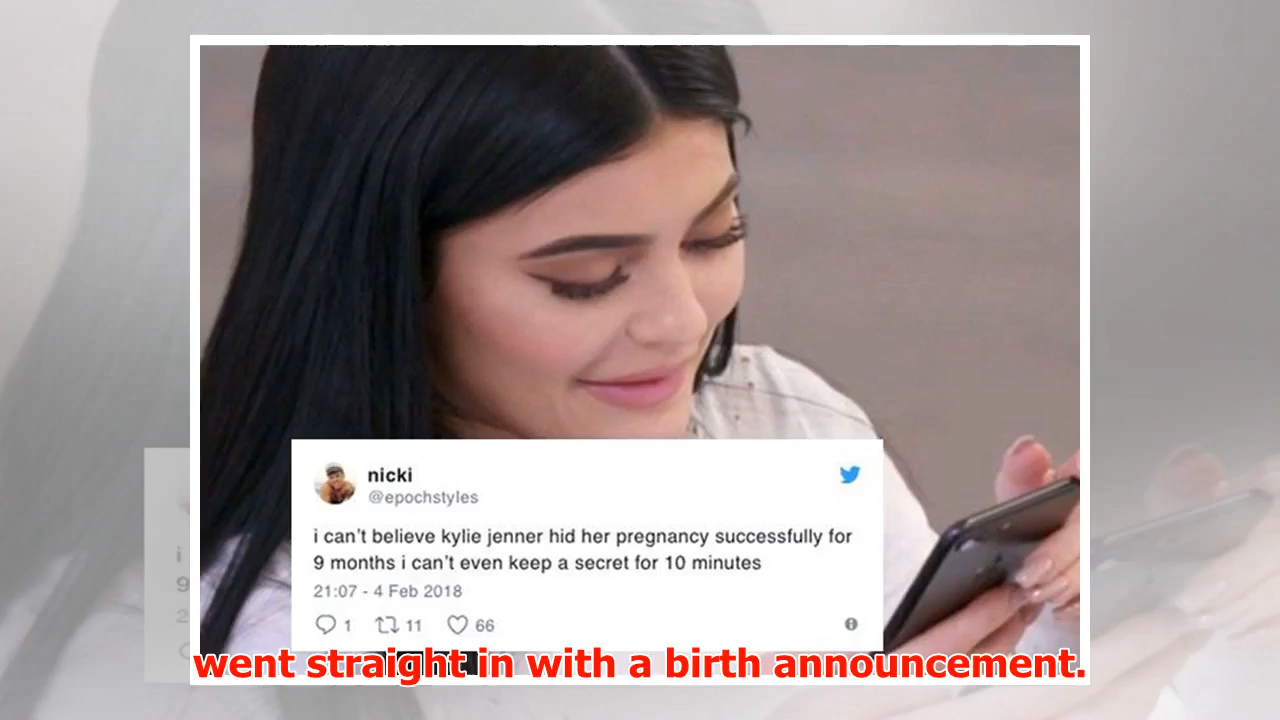 nicki
@epochstyles
i can't believe kylie jenner hid her pregnancy successfully for
9 months i can't even keep a secret for 10 minutes
21:07 - 4 Feb 2018
1 11 66
went straight in with a birth announcement.